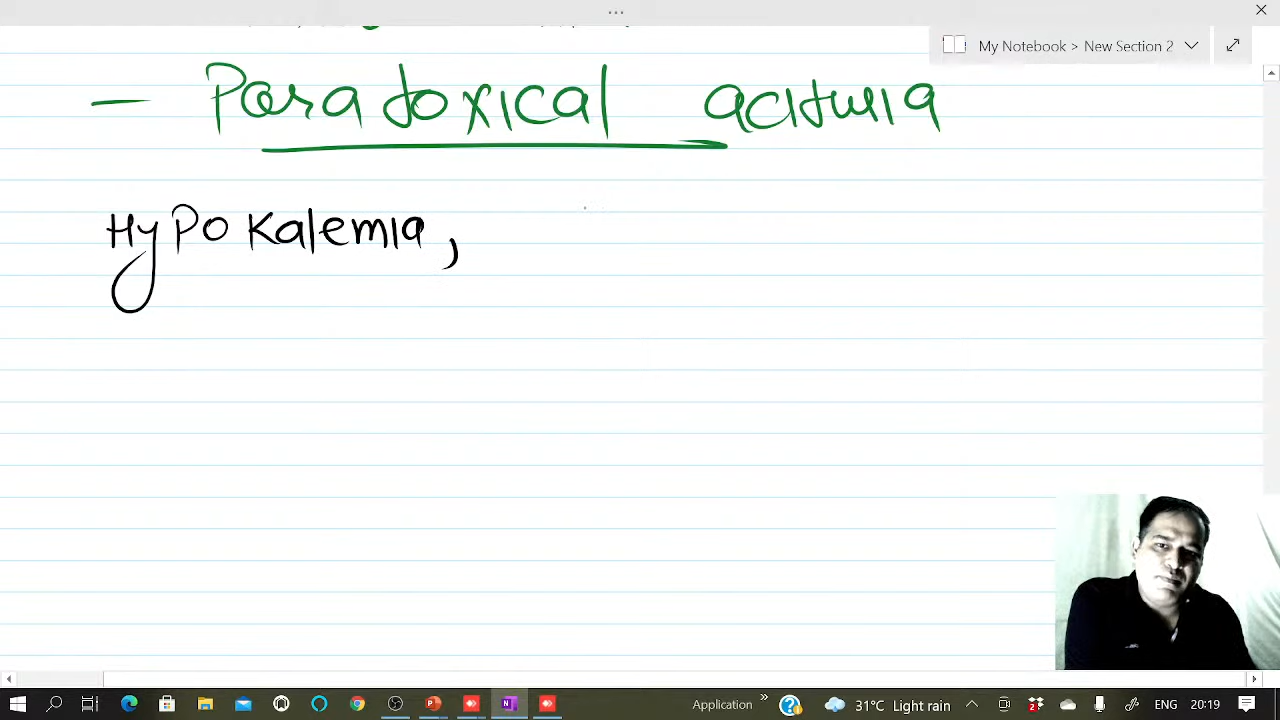 My Notebook > New Section 2
— Paradoxical aciduria
Hypokalemia,
Application
31°C Light rain
ENG
20:19